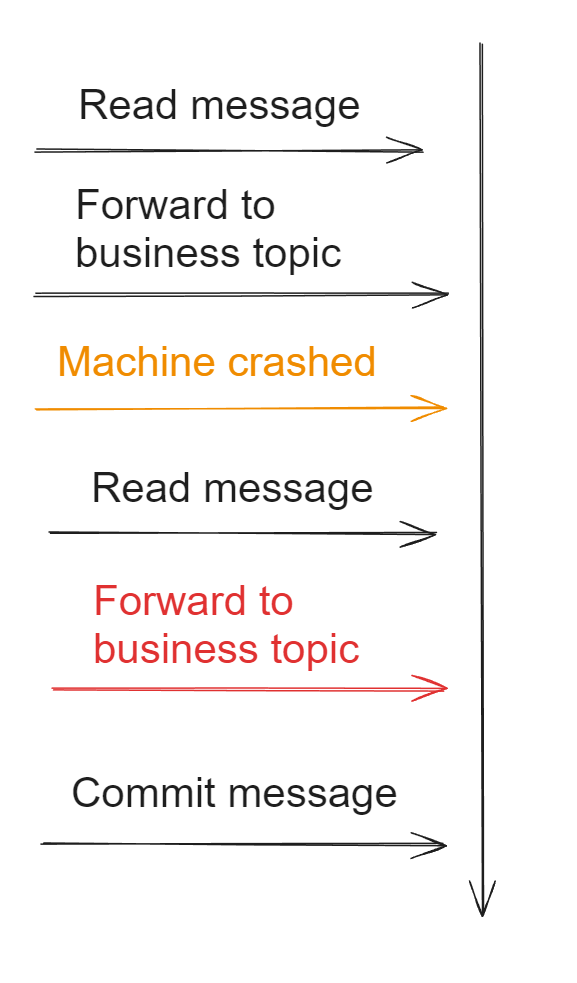 Read message
Forward to
business topic
Machine crashed
Read message
Forward to
business topic
Commit message